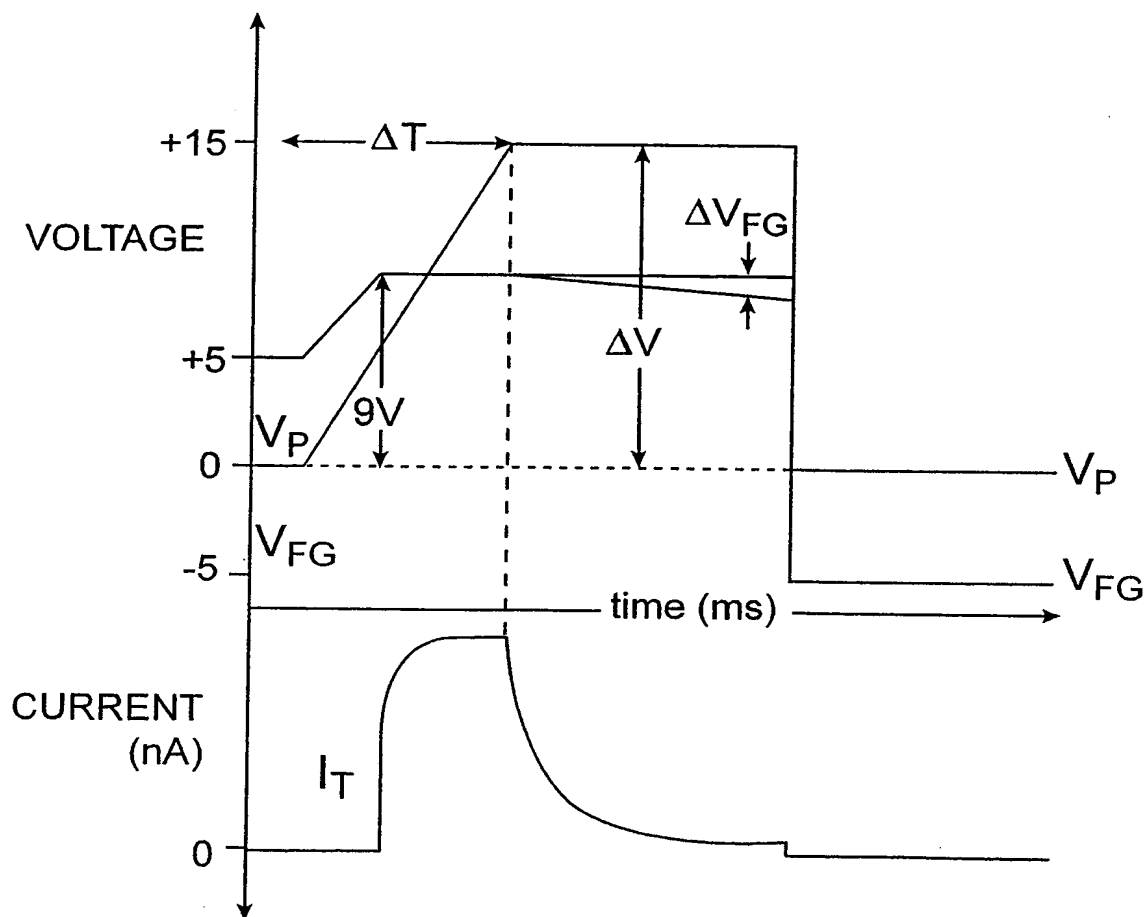 +15
ΔT
VOLTAGE
ΔV_FG
+5
ΔV
9V
V_P
0
V_P
V_FG
-5
V_FG
time (ms)
CURRENT
(nA)
I_T
0